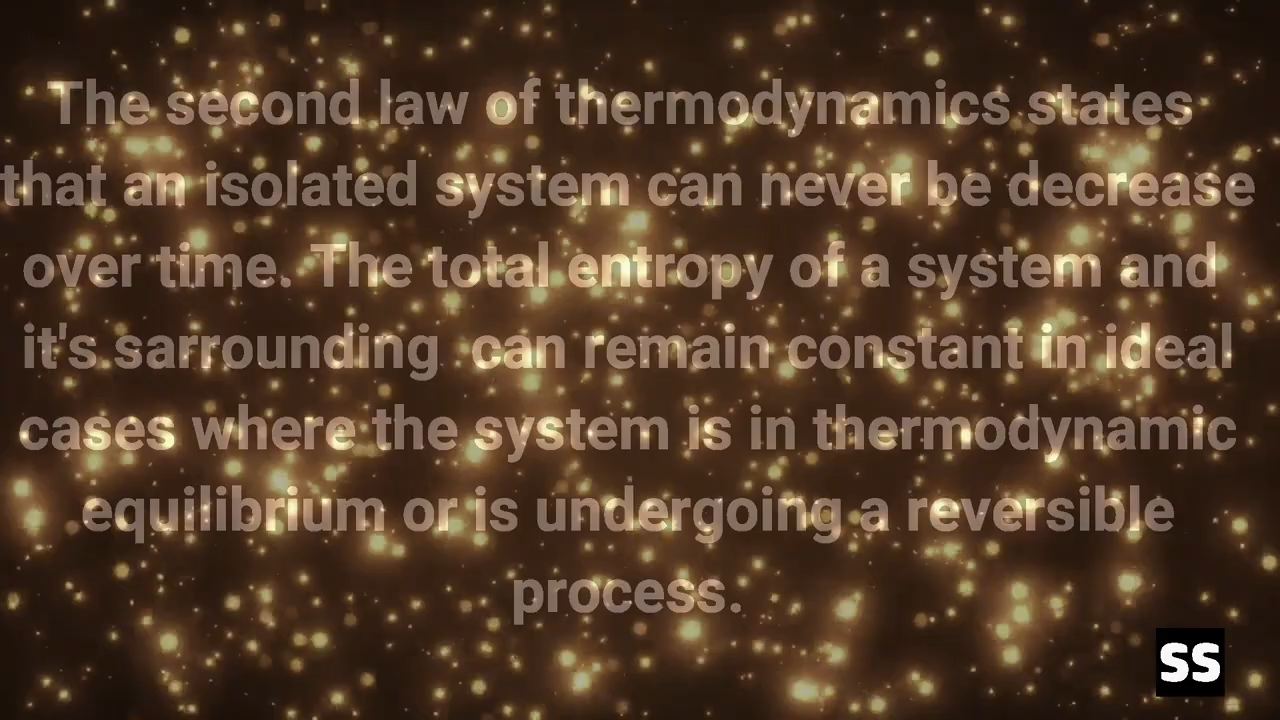 The second law of thermodynamics states
that an isolated system can never be decrease
over time. The total entropy of a system and
it's sarrounding can remain constant in ideal
cases where the system is in thermodynamic
equilibrium or is undergoing a reversible
process.
SS